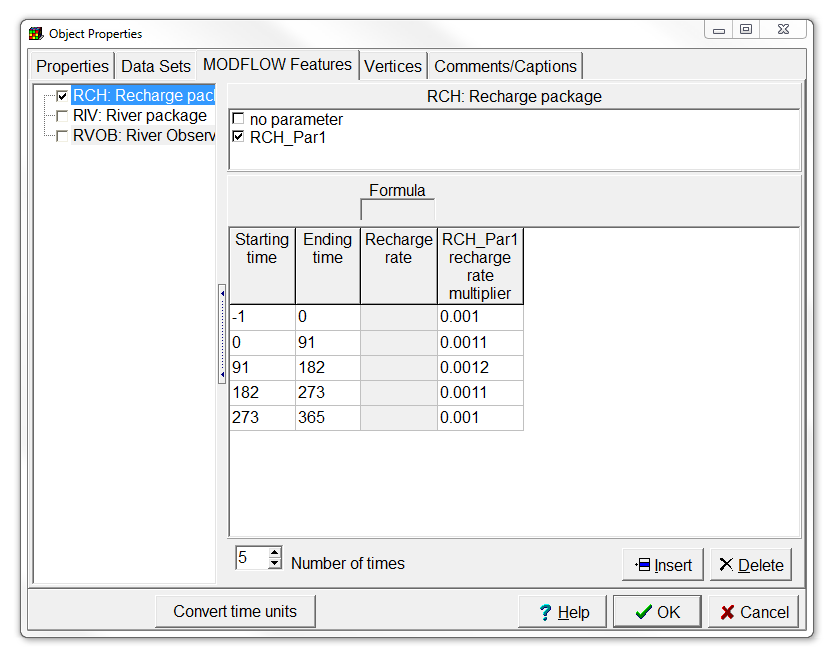 Object Properties
Properties Data Sets MODFLOW Features Vertices Comments/Captions
RCH: Recharge pac
RIV: River package
RVOB: River Observ
RCH: Recharge package
no parameter
RCH_Par1
Formula
Starting time Ending time Recharge rate RCH_Par1 recharge rate multiplier
-1 0 0.001
0 91 0.0011
91 182 0.0012
182 273 0.0011
273 365 0.001
5 Number of times Insert Delete
Convert time units ? Help OK Cancel